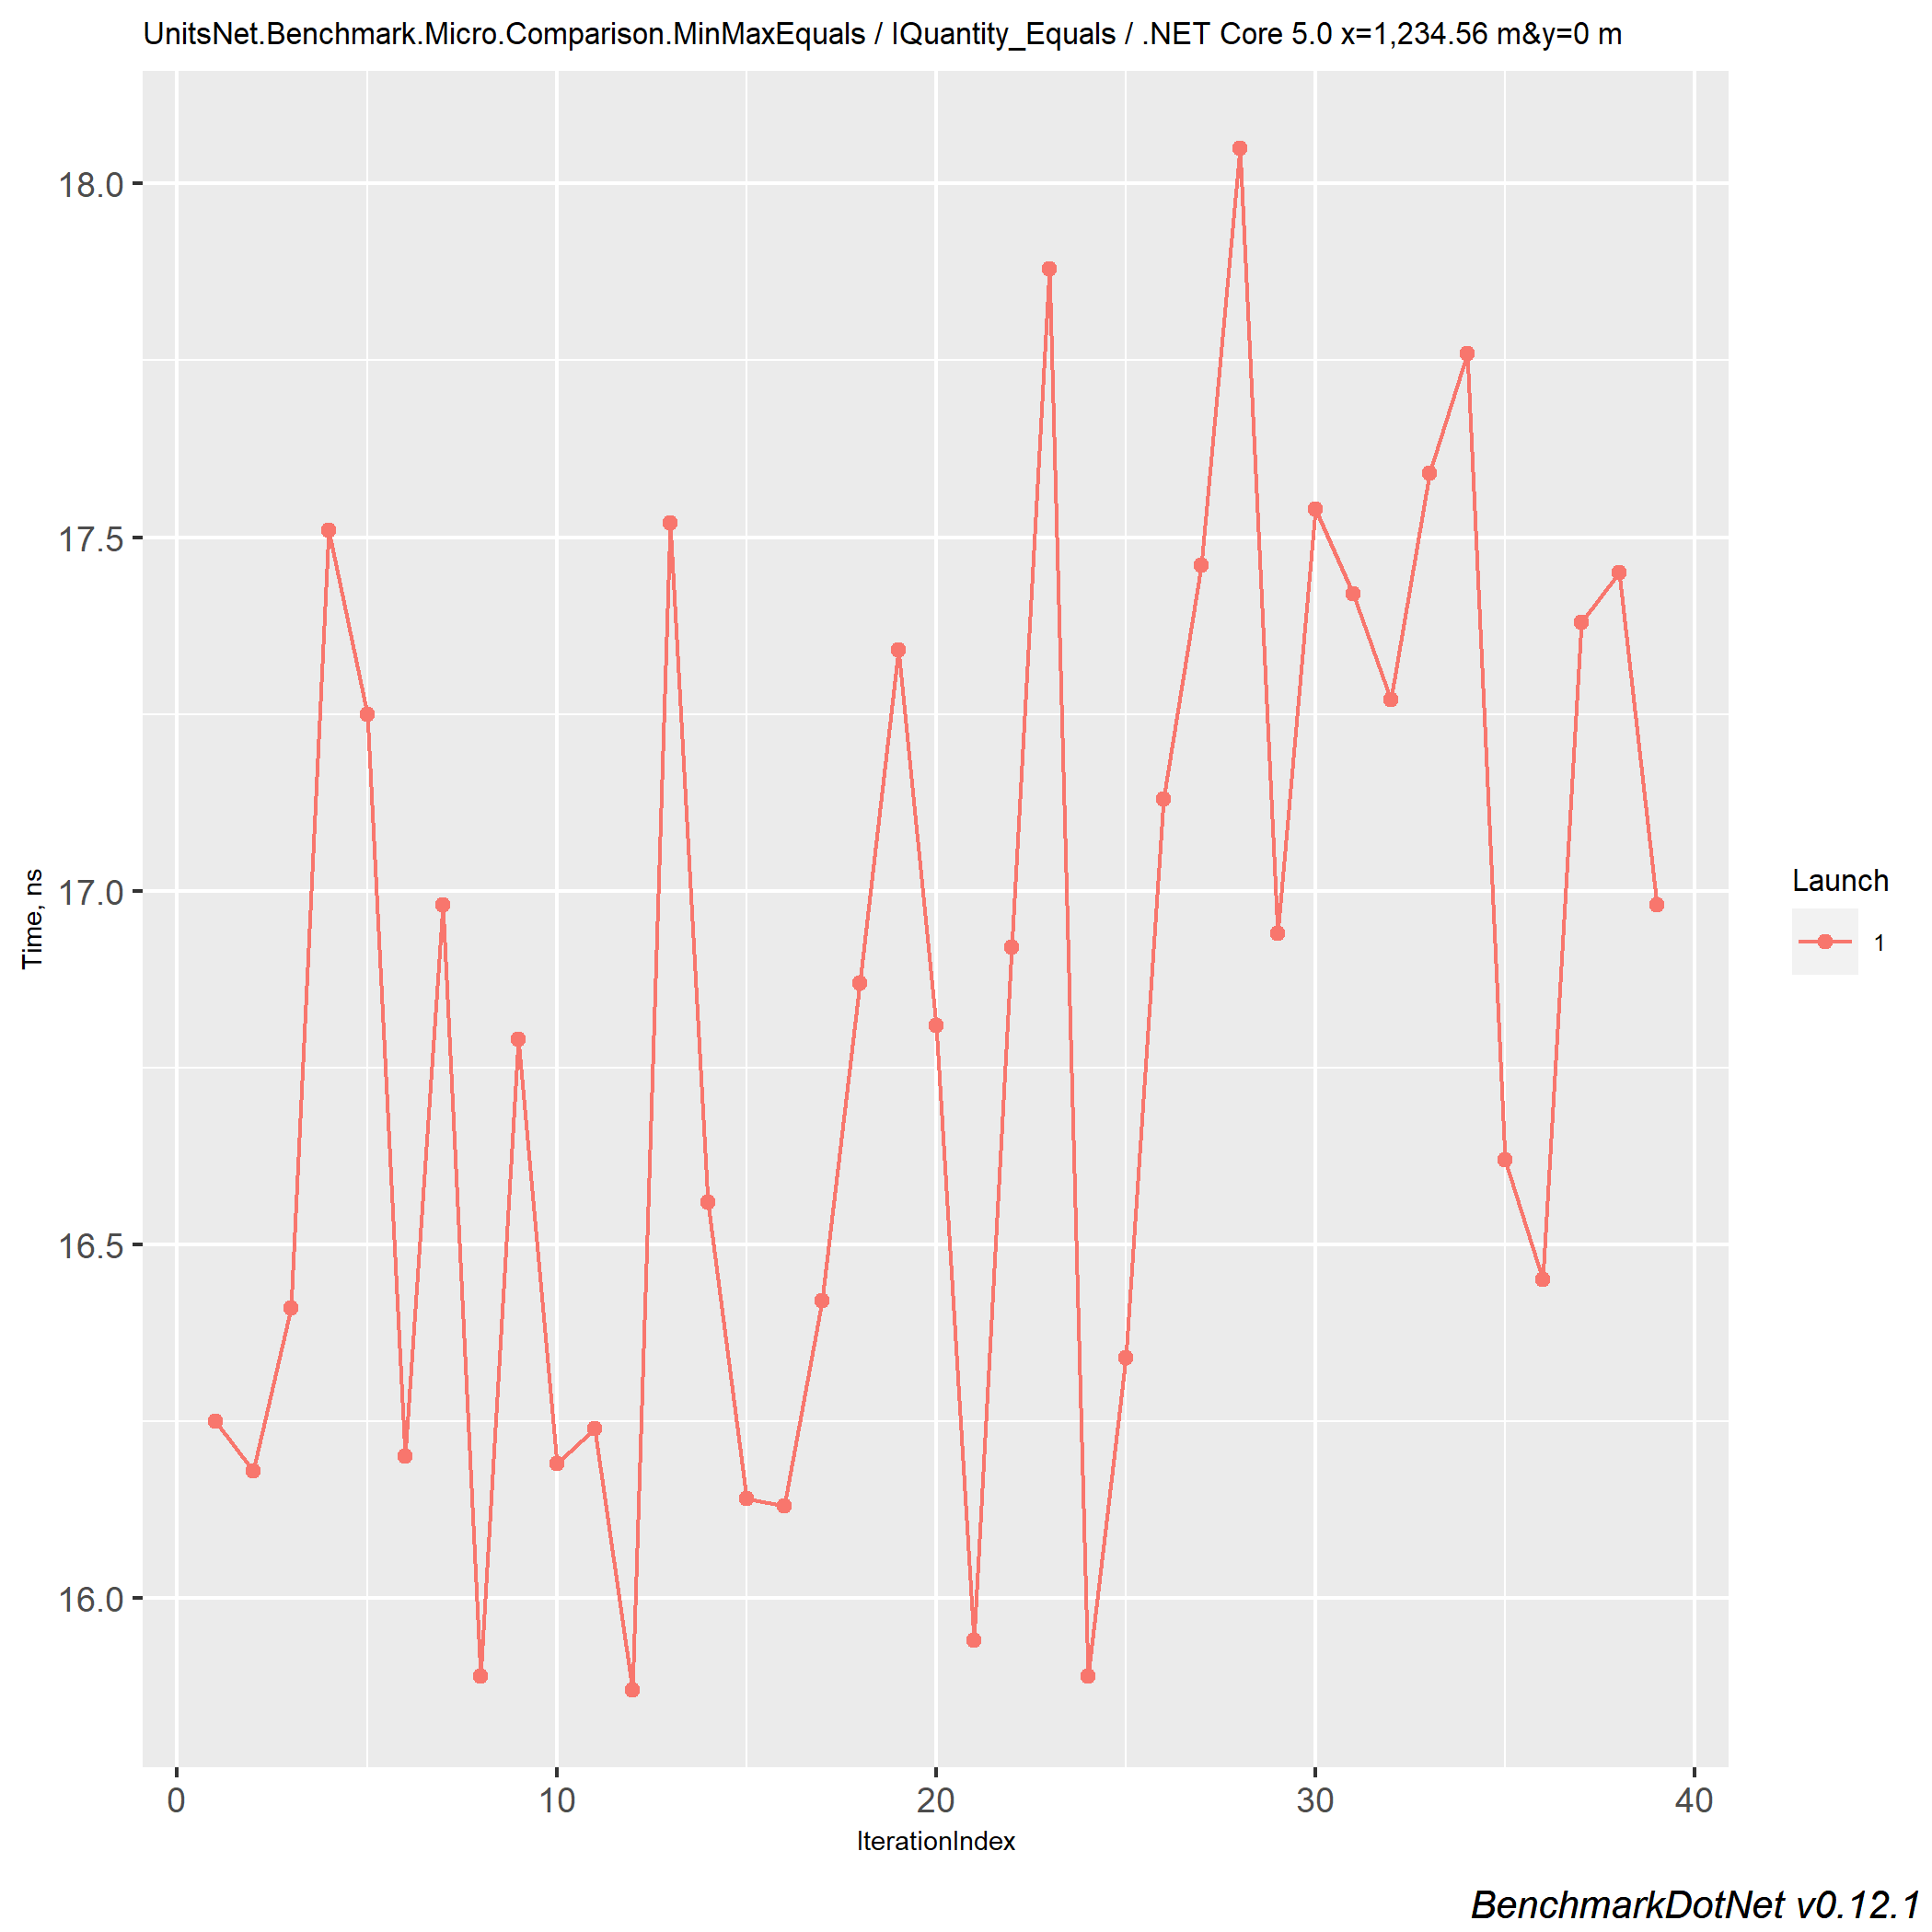 UnitsNet.Benchmark.Micro.Comparison.MinMaxEquals / IQuantity_Equals / .NET Core 5.0 x=1,234.56 m&y=0 m
18.0
17.5
17.0
16.5
16.0
Time, ns
0 10 20 30 40
IterationIndex
Launch
1
BenchmarkDotNet v0.12.1